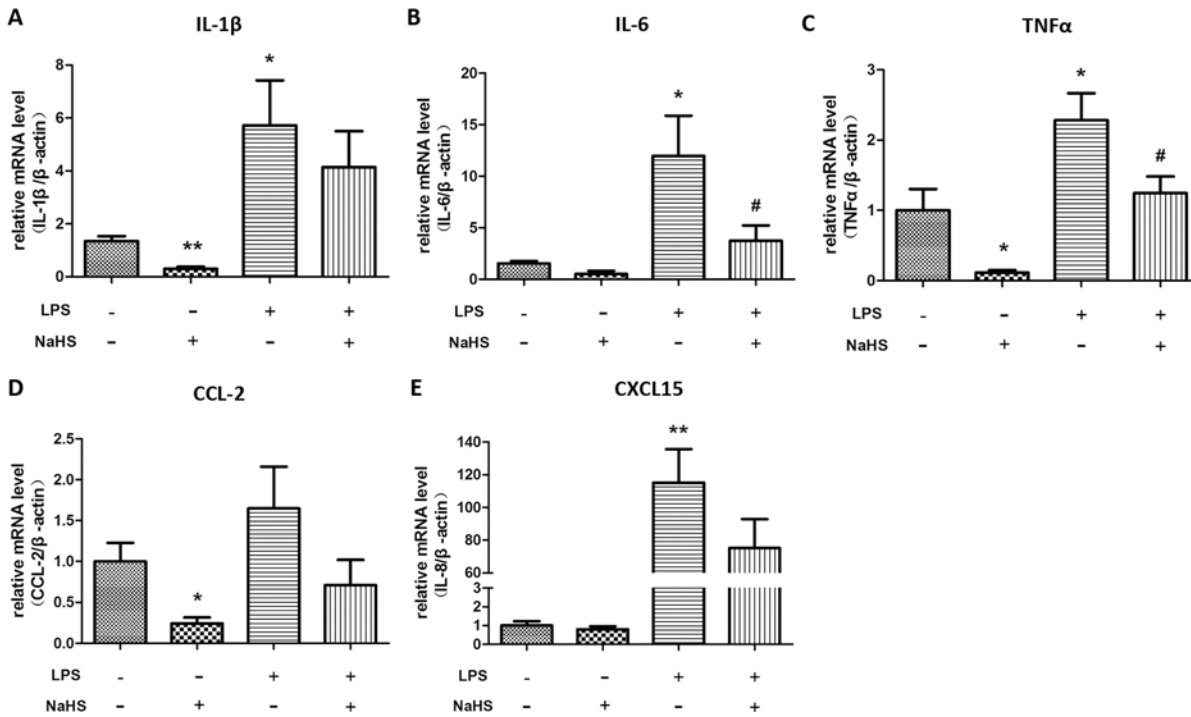 A
IL-1β
relative mRNA level
(IL-1β/β-actin)
8
6
4
2
0
*
**
LPS - - + +
NaHS - + - +
B
IL-6
relative mRNA level
(IL-6/β-actin)
20
15
10
5
0
*
#
LPS - - + +
NaHS - + - +
C
TNFα
relative mRNA level
(TNFα/β-actin)
3
2
1
0
*
*
#
LPS - - + +
NaHS - + - +
D
CCL-2
relative mRNA level
(CCL-2/β-actin)
2.5
2.0
1.5
1.0
0.5
0.0
*
LPS - - + +
NaHS - + - +
E
CXCL15
relative mRNA level
(IL-8/β-actin)
140
120
100
80
60
3
2
1
0
**
LPS - - + +
NaHS - + - +